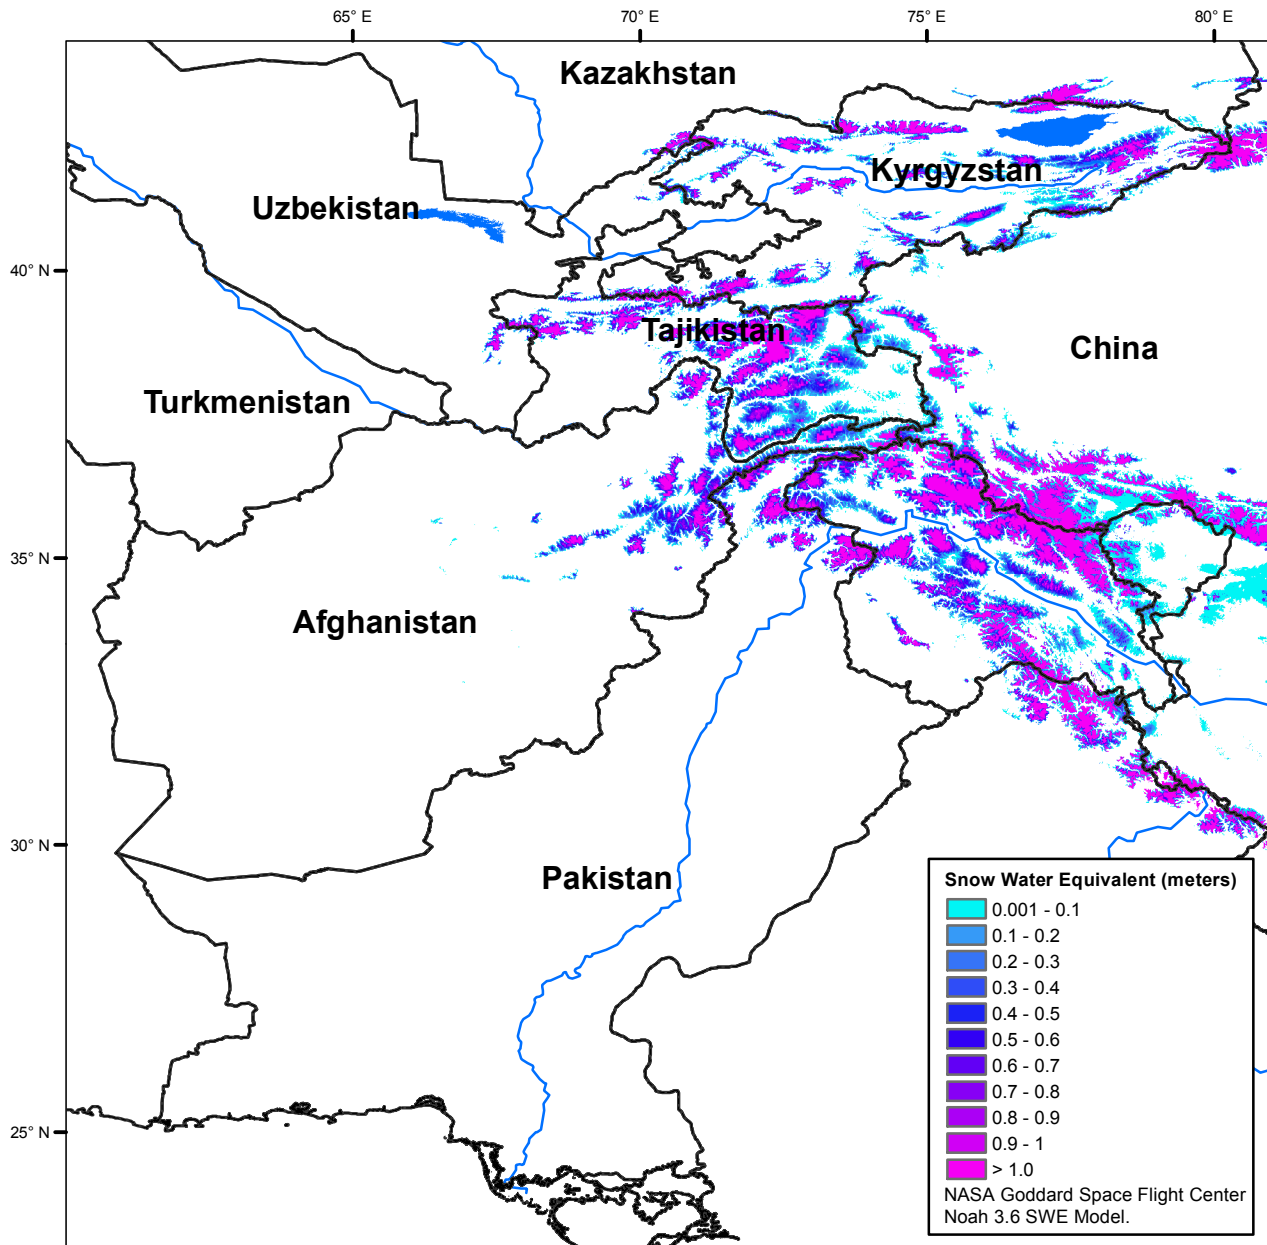 65° E
70° E
75° E
80° E
Kazakhstan
Kyrgyzstan
Uzbekistan
40° N
Tajikistan
China
Turkmenistan
35° N
Afghanistan
30° N
Pakistan
25° N
Snow Water Equivalent (meters)
0.001 - 0.1
0.1 - 0.2
0.2 - 0.3
0.3 - 0.4
0.4 - 0.5
0.5 - 0.6
0.6 - 0.7
0.7 - 0.8
0.8 - 0.9
0.9 - 1
> 1.0
NASA Goddard Space Flight Center
Noah 3.6 SWE Model.